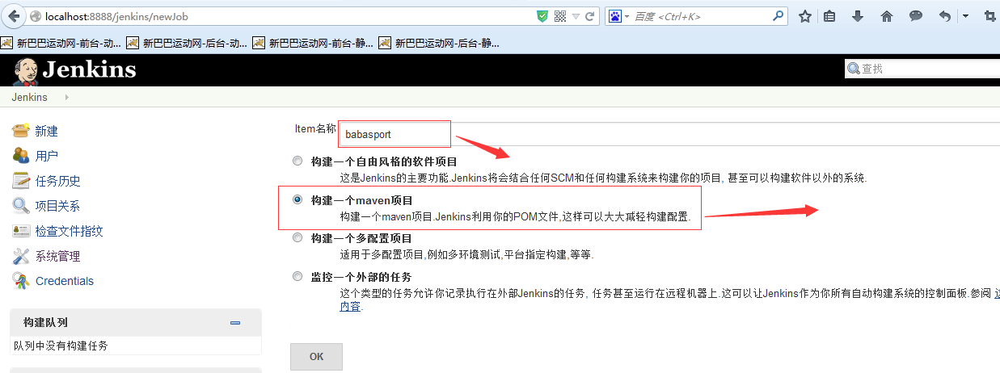 localhost:8888/jenkins/newJob
百度 <Ctrl+K>
新巴巴运动网-前台-动... 新巴巴运动网-后台-动... 新巴巴运动网-前台-静... 新巴巴运动网-后台-静...
Jenkins
查找
Jenkins
新建
用户
任务历史
项目关系
检查文件指纹
系统管理
Credentials
构建队列
队列中没有构建任务
Item名称 babasport
构建一个自由风格的软件项目
这是Jenkins的主要功能.Jenkins将会结合任何SCM和任何构建系统来构建你的项目, 甚至可以构建软件以外的系统.
构建一个maven项目
构建一个maven项目.Jenkins利用你的POM文件,这样可以大大减轻构建配置.
构建一个多配置项目
适用于多配置项目,例如多环境测试,平台指定构建,等等.
监控一个外部的任务
这个类型的任务允许你记录执行在外部Jenkins的任务, 任务甚至运行在远程机器上.这可以让Jenkins作为你所有自动构建系统的控制面板.参阅 这
内容.
OK